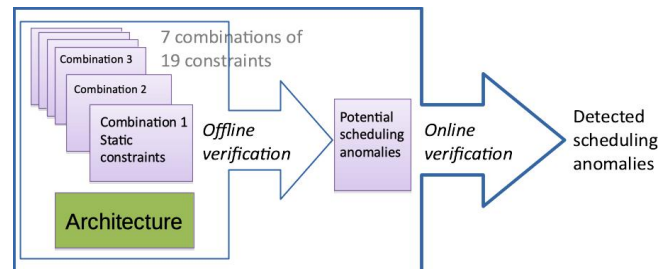 7 combinations of
19 constraints
Combination 3
Combination 2
Combination 1
Static
constraints
Architecture
Offline
verification
Potential
scheduling
anomalies
Online
verification
Detected
scheduling
anomalies